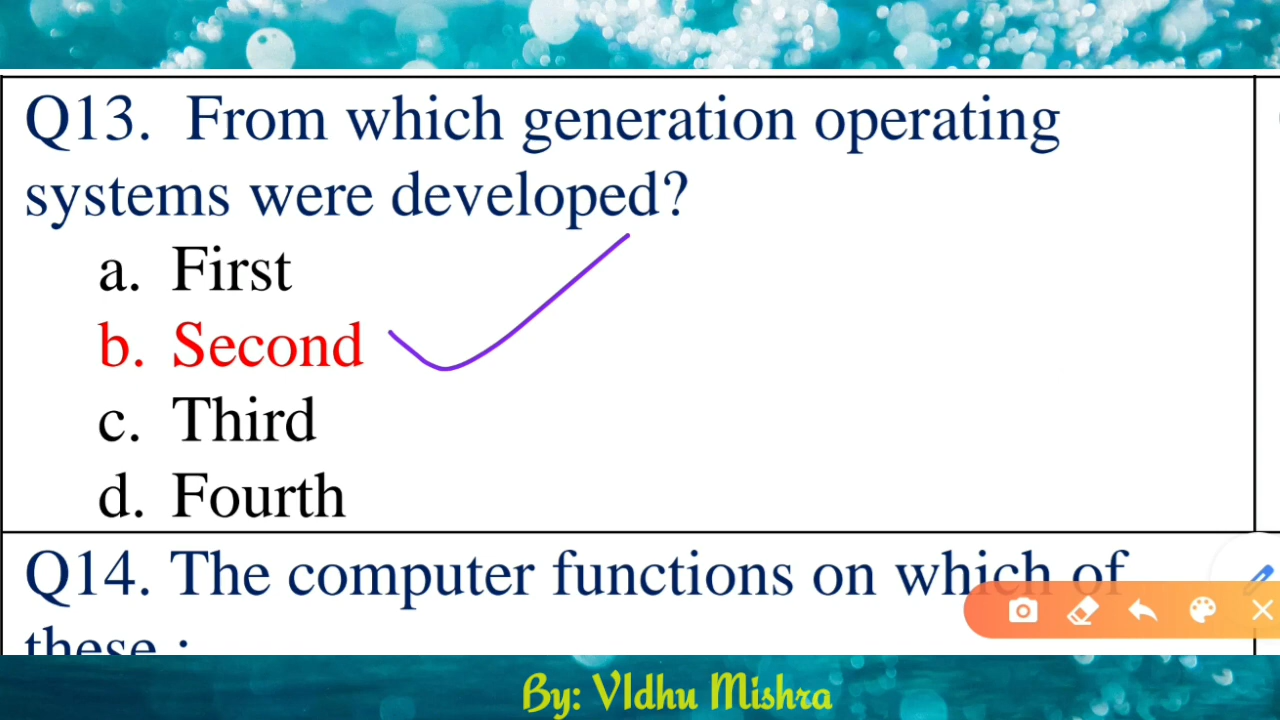 Q13. From which generation operating
systems were developed?
a. First
b. Second
c. Third
d. Fourth
Q14. The computer functions on which of
these :
By: VIdhu Mishra